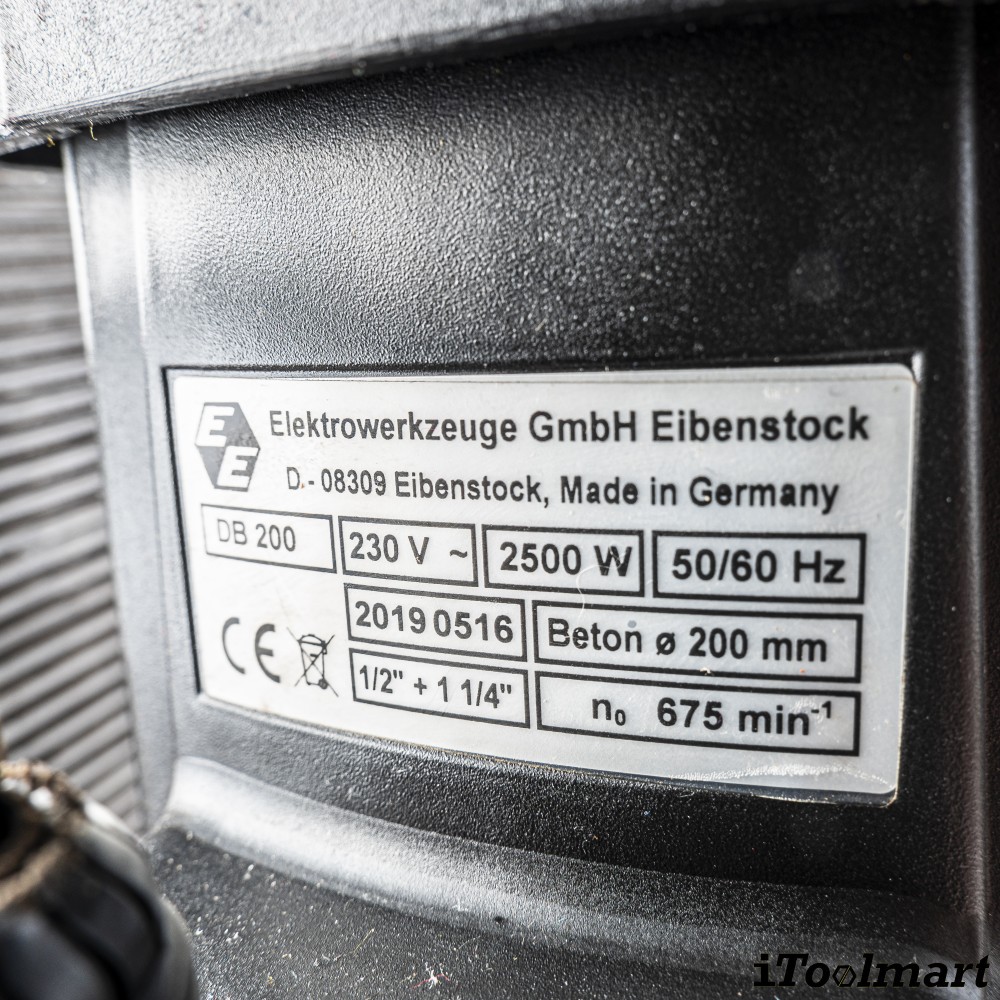 E E
Elektrowerkzeuge GmbH Eibenstock
D.- 08309 Eibenstock, Made in Germany
DB 200 230 V ~ 2500 W 50/60 Hz
2019 0516 Beton ø 200 mm
CE 1/2" + 1 1/4" n₀ 675 min⁻¹
iToolmart